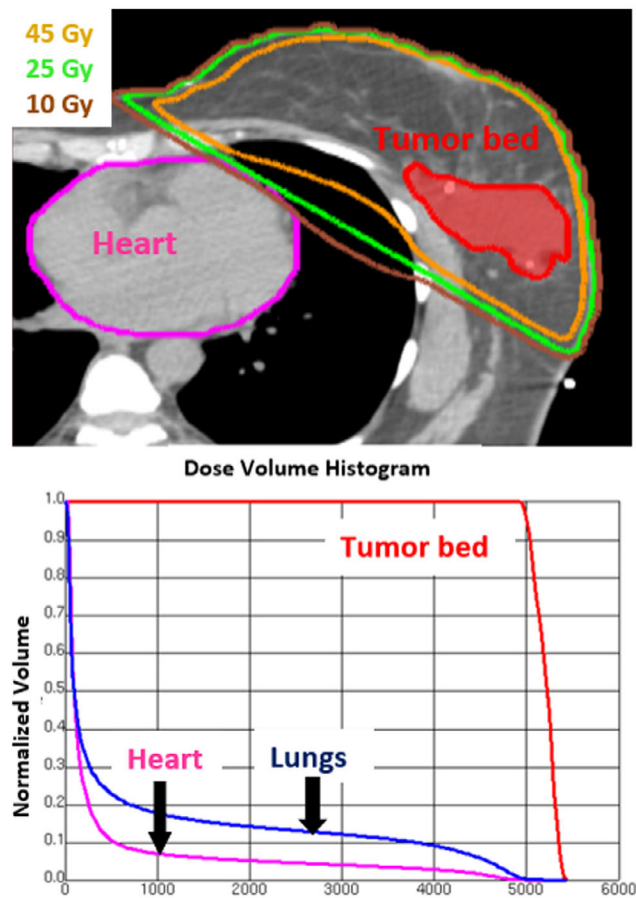 45 Gy
25 Gy
10 Gy
Tumor bed
Heart
Dose Volume Histogram
Normalized Volume
1.0
0.9
0.8
0.7
0.6
0.5
0.4
0.3
0.2
0.1
0.0
Tumor bed
Heart
Lungs
0
1000
2000
3000
4000
5000
6000